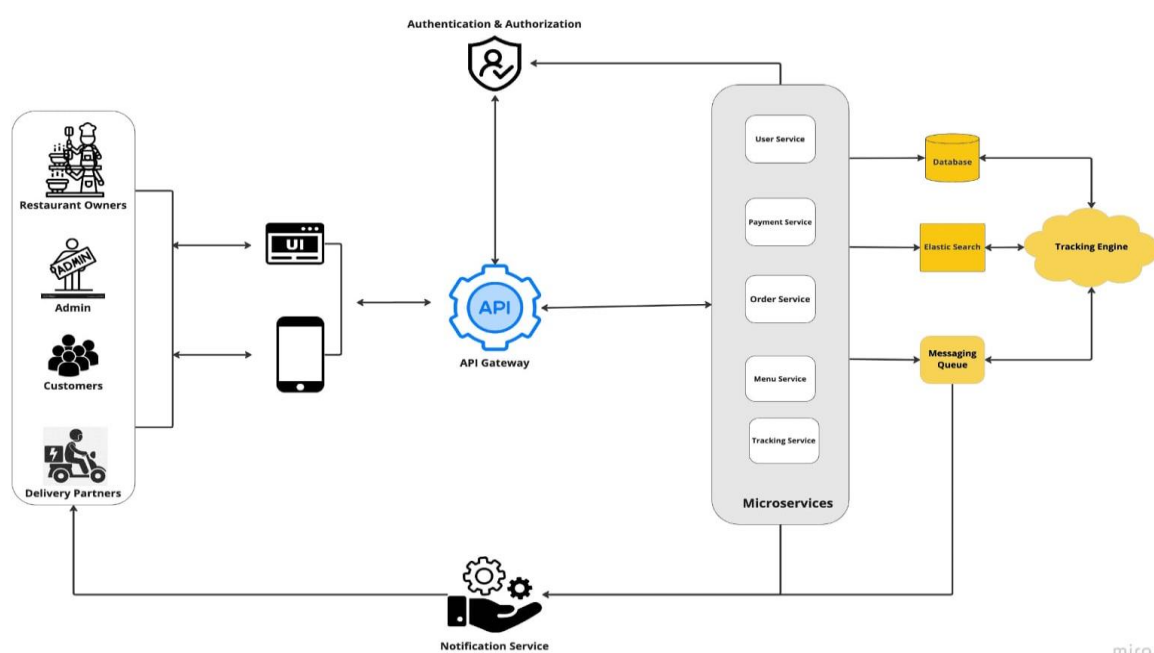 Authentication & Authorization
Restaurant Owners
ADMIN
Admin
Customers
Delivery Partners
UI
API
API Gateway
User Service
Payment Service
Order Service
Menu Service
Tracking Service
Microservices
Database
Elastic Search
Messaging
Queue
Tracking Engine
Notification Service
miro